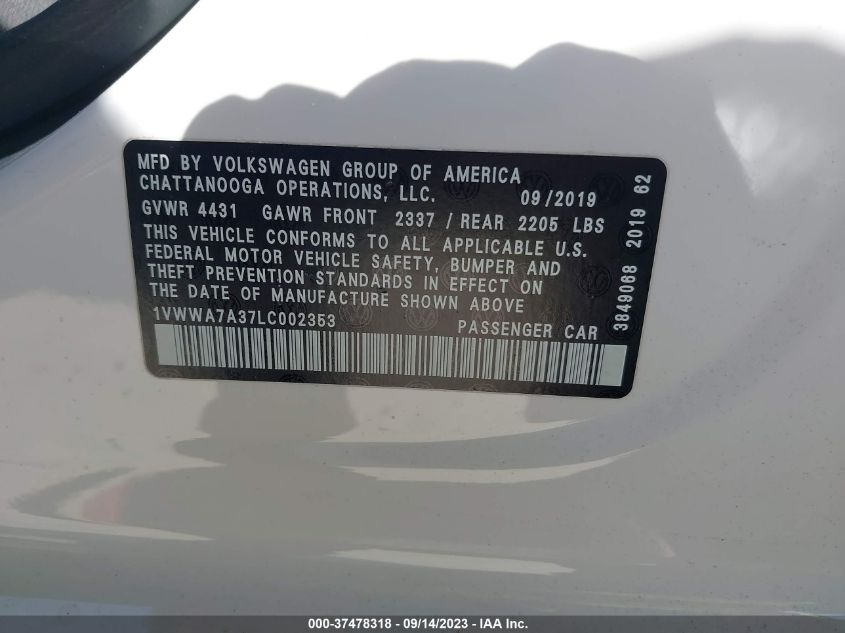 MFD BY VOLKSWAGEN GROUP OF AMERICA
CHATTANOOGA OPERATIONS, LLC. 09/2019
GVWR 4431 GAWR FRONT 2337 / REAR 2205 LBS
THIS VEHICLE CONFORMS TO ALL APPLICABLE U.S.
FEDERAL MOTOR VEHICLE SAFETY, BUMPER AND
THEFT PREVENTION STANDARDS IN EFFECT ON
THE DATE OF MANUFACTURE SHOWN ABOVE
1VWWA7A37LC002353 PASSENGER CAR
3849068 2019 62
000-37478318 - 09/14/2023 - IAA Inc.